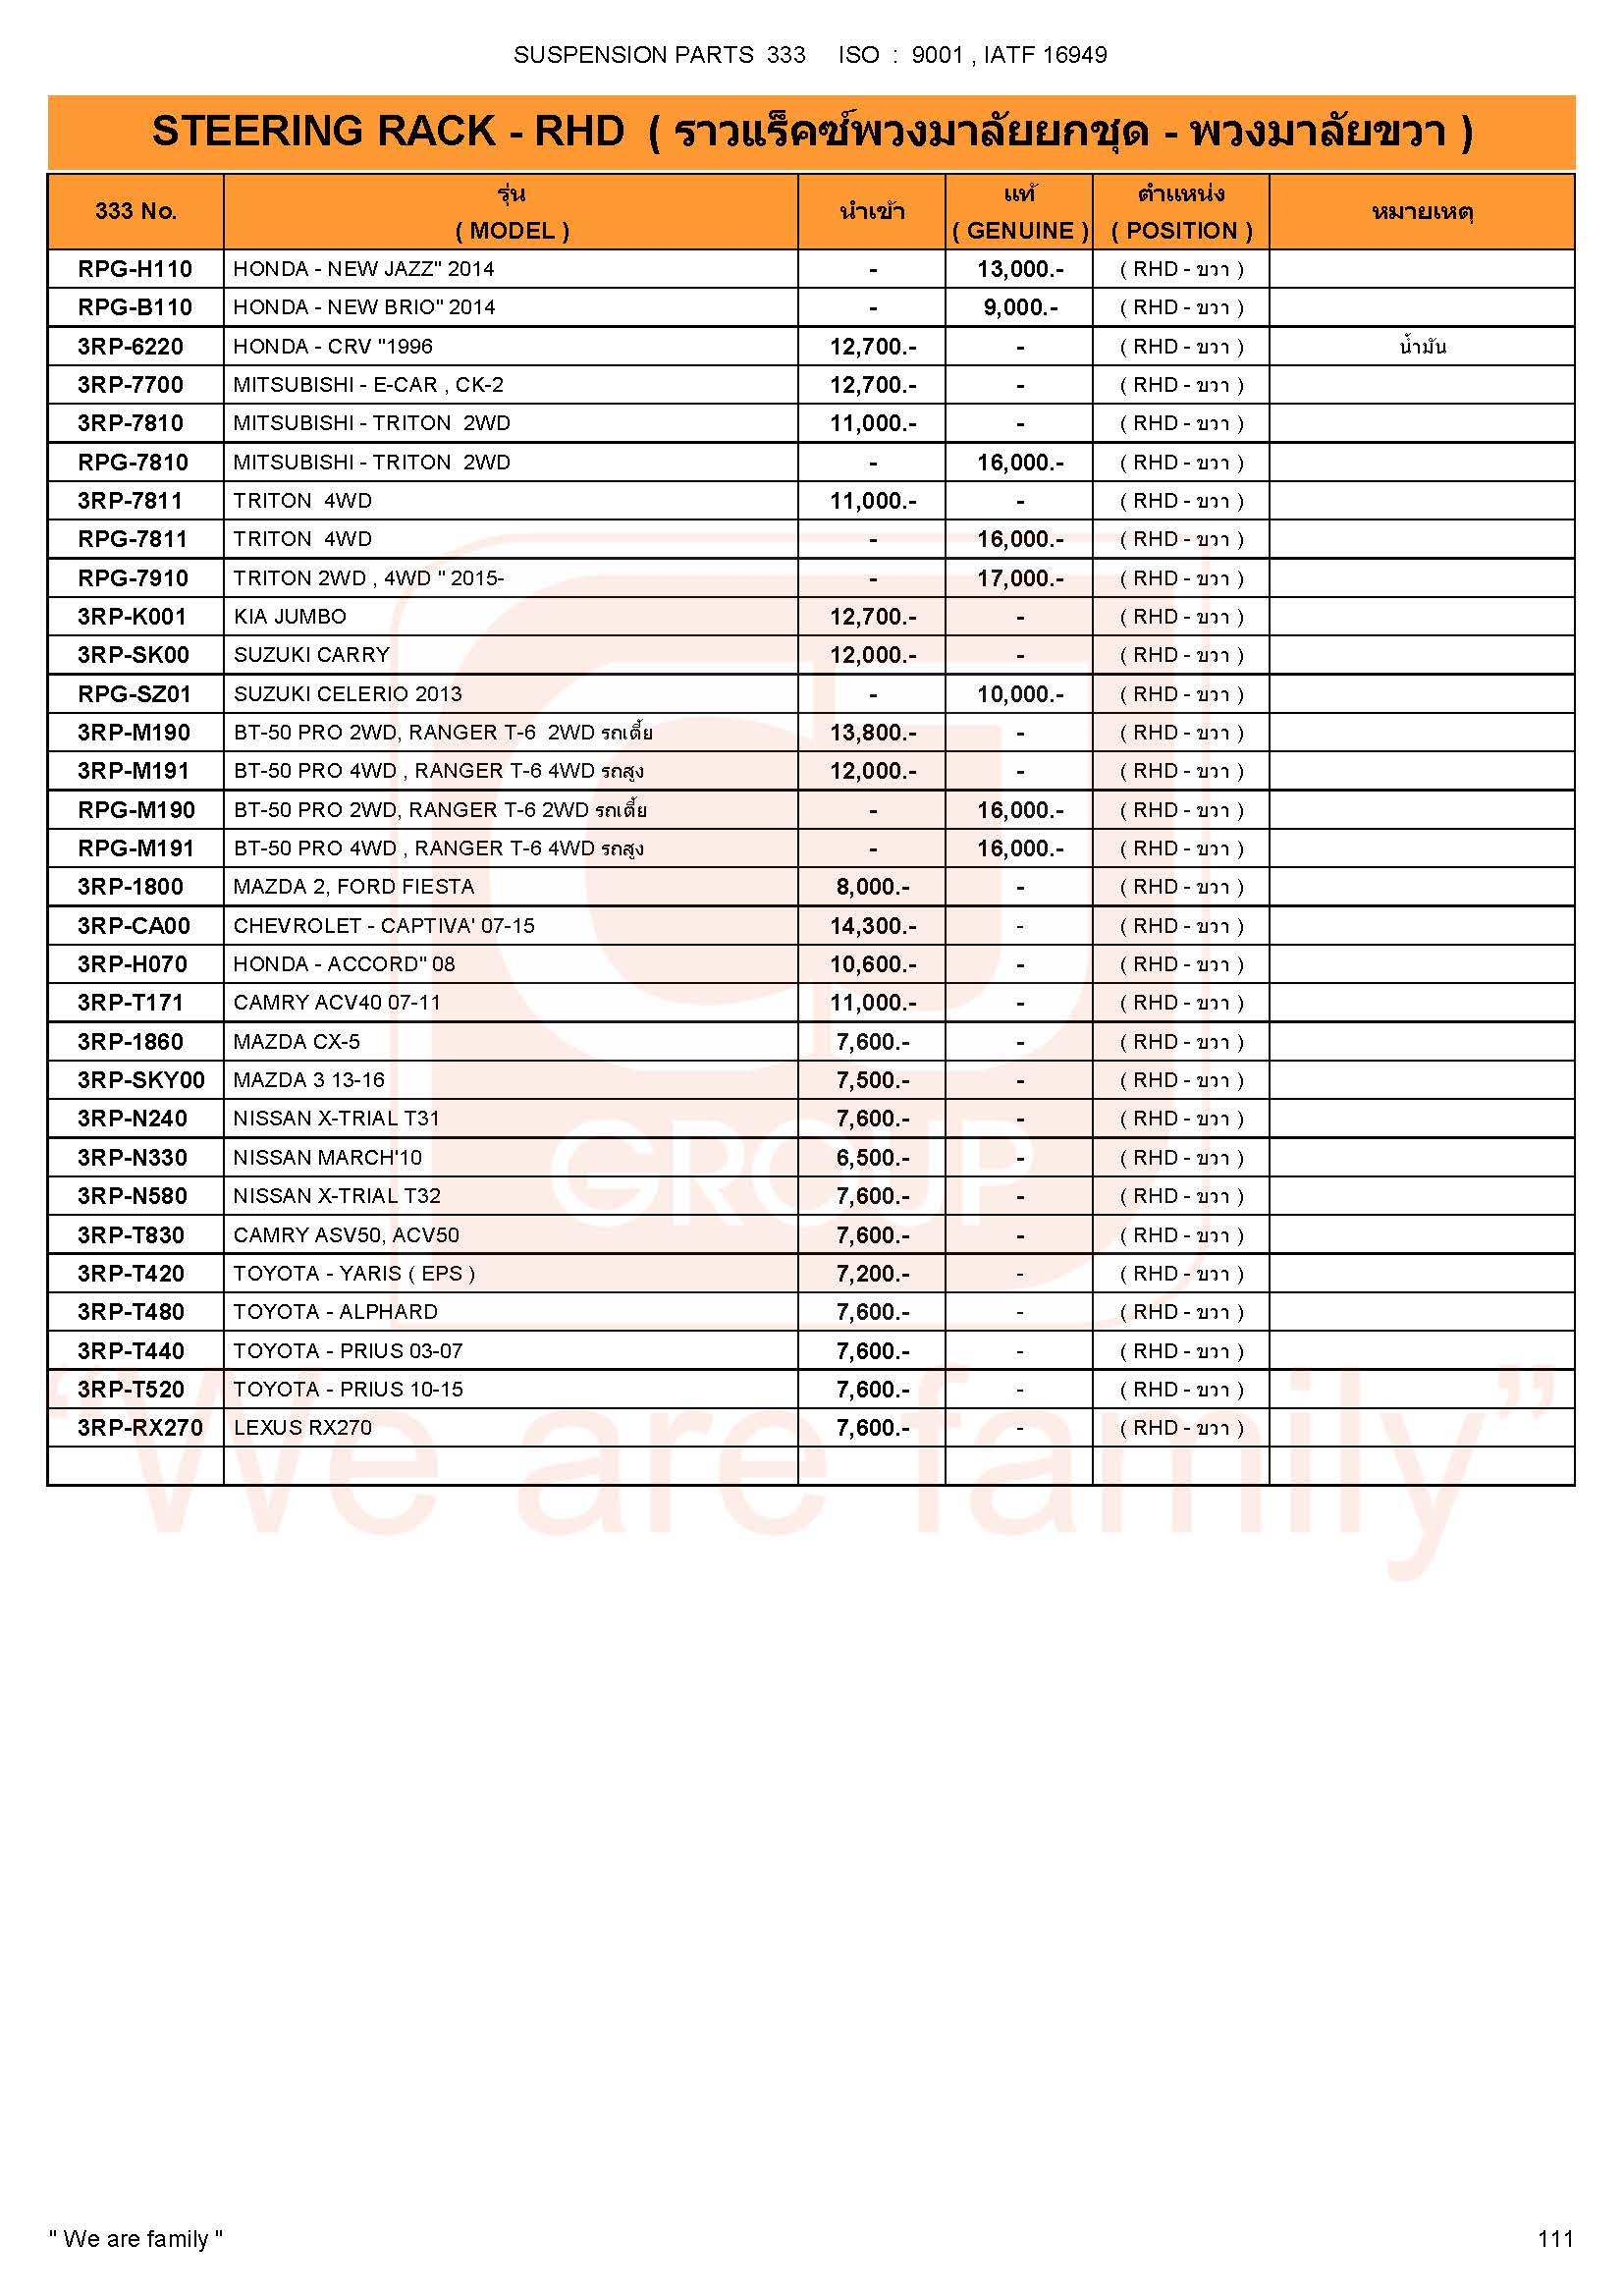 SUSPENSION PARTS 333 ISO : 9001 , IATF 16949
STEERING RACK - RHD ( ราวแร็คซ์พวงมาลัยยกชุด - พวงมาลัยขวา )
333 No. รุ่น ( MODEL ) นำเข้า แท้ ( GENUINE ) ตำแหน่ง ( POSITION ) หมายเหตุ
RPG-H110 HONDA - NEW JAZZ" 2014 - 13,000.- ( RHD - ขวา )
RPG-B110 HONDA - NEW BRIO" 2014 - 9,000.- ( RHD - ขวา )
3RP-6220 HONDA - CRV "1996 12,700.- - ( RHD - ขวา ) น้ำมัน
3RP-7700 MITSUBISHI - E-CAR , CK-2 12,700.- - ( RHD - ขวา )
3RP-7810 MITSUBISHI - TRITON 2WD 11,000.- - ( RHD - ขวา )
RPG-7810 MITSUBISHI - TRITON 2WD - 16,000.- ( RHD - ขวา )
3RP-7811 TRITON 4WD 11,000.- - ( RHD - ขวา )
RPG-7811 TRITON 4WD - 16,000.- ( RHD - ขวา )
RPG-7910 TRITON 2WD , 4WD " 2015- - 17,000.- ( RHD - ขวา )
3RP-K001 KIA JUMBO 12,700.- - ( RHD - ขวา )
3RP-SK00 SUZUKI CARRY 12,000.- - ( RHD - ขวา )
RPG-SZ01 SUZUKI CELERIO 2013 - 10,000.- ( RHD - ขวา )
3RP-M190 BT-50 PRO 2WD, RANGER T-6 2WD รถเตี้ย 13,800.- - ( RHD - ขวา )
3RP-M191 BT-50 PRO 4WD , RANGER T-6 4WD รถสูง 12,000.- - ( RHD - ขวา )
RPG-M190 BT-50 PRO 2WD, RANGER T-6 2WD รถเตี้ย - 16,000.- ( RHD - ขวา )
RPG-M191 BT-50 PRO 4WD , RANGER T-6 4WD รถสูง - 16,000.- ( RHD - ขวา )
3RP-1800 MAZDA 2, FORD FIESTA 8,000.- - ( RHD - ขวา )
3RP-CA00 CHEVROLET - CAPTIVA' 07-15 14,300.- - ( RHD - ขวา )
3RP-H070 HONDA - ACCORD" 08 10,600.- - ( RHD - ขวา )
3RP-T171 CAMRY ACV40 07-11 11,000.- - ( RHD - ขวา )
3RP-1860 MAZDA CX-5 7,600.- - ( RHD - ขวา )
3RP-SKY00 MAZDA 3 13-16 7,500.- - ( RHD - ขวา )
3RP-N240 NISSAN X-TRIAL T31 7,600.- - ( RHD - ขวา )
3RP-N330 NISSAN MARCH'10 6,500.- - ( RHD - ขวา )
3RP-N580 NISSAN X-TRIAL T32 7,600.- - ( RHD - ขวา )
3RP-T830 CAMRY ASV50, ACV50 7,600.- - ( RHD - ขวา )
3RP-T420 TOYOTA - YARIS ( EPS ) 7,200.- - ( RHD - ขวา )
3RP-T480 TOYOTA - ALPHARD 7,600.- - ( RHD - ขวา )
3RP-T440 TOYOTA - PRIUS 03-07 7,600.- - ( RHD - ขวา )
3RP-T520 TOYOTA - PRIUS 10-15 7,600.- - ( RHD - ขวา )
3RP-RX270 LEXUS RX270 7,600.- - ( RHD - ขวา )
CJ
GROUP
“We are family”
" We are family " 111